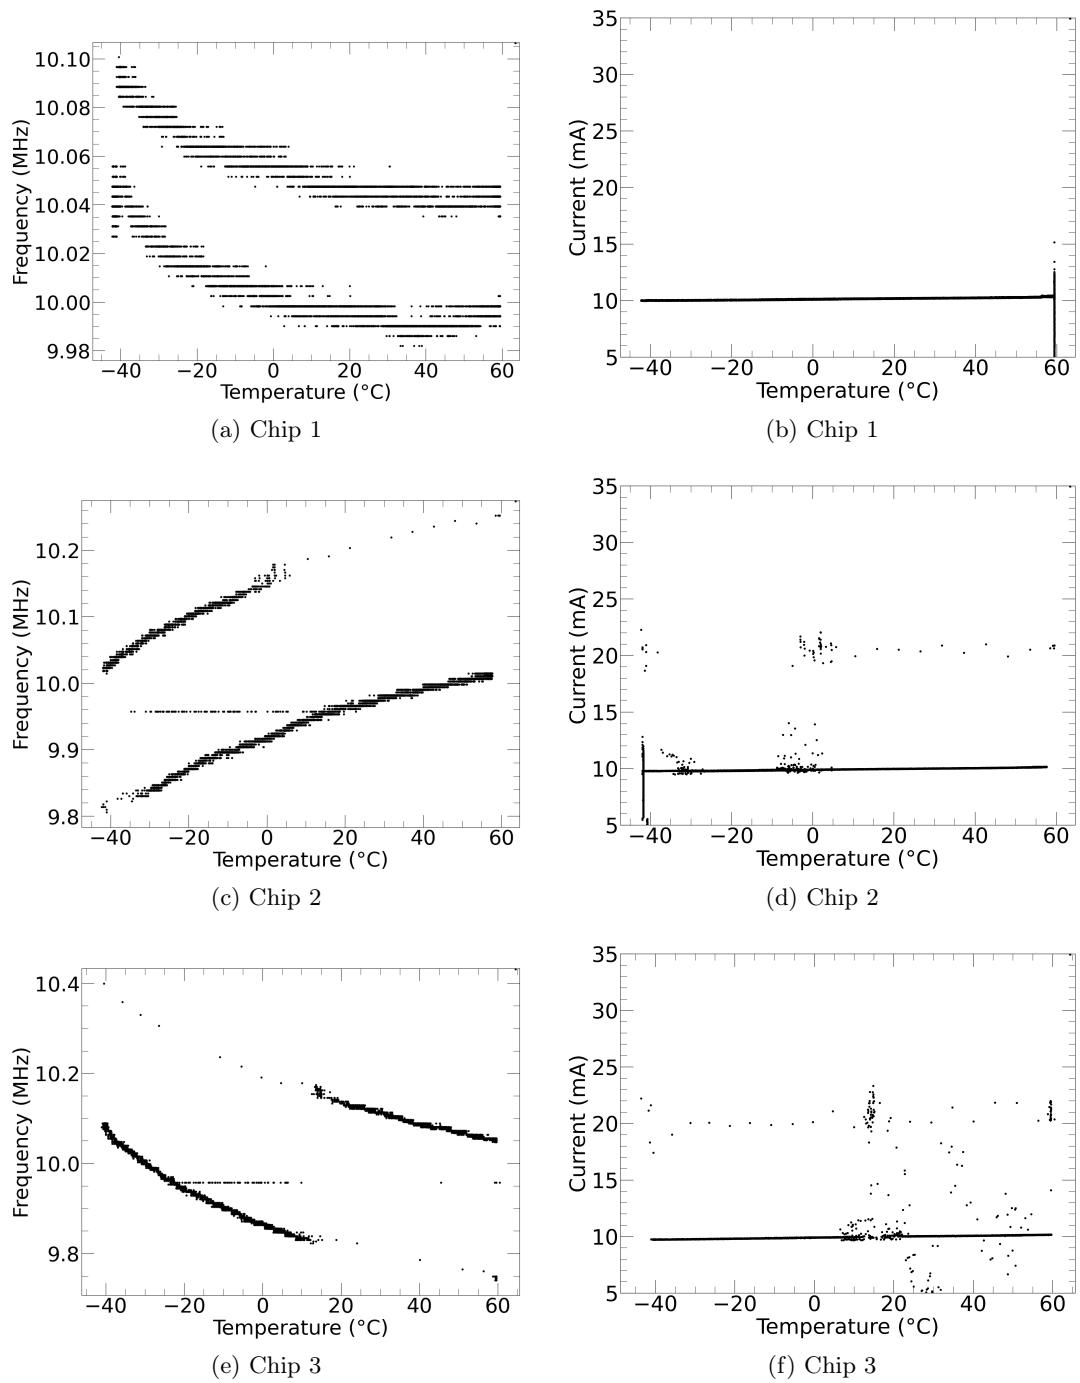 10.10
10.08
10.06
10.04
10.02
10.00
9.98
Frequency (MHz)
−40 −20 0 20 40 60
Temperature (°C)
(a) Chip 1
35
30
25
20
15
10
5
Current (mA)
−40 −20 0 20 40 60
Temperature (°C)
(b) Chip 1
10.2
10.1
10.0
9.9
9.8
Frequency (MHz)
−40 −20 0 20 40 60
Temperature (°C)
(c) Chip 2
35
30
25
20
15
10
5
Current (mA)
−40 −20 0 20 40 60
Temperature (°C)
(d) Chip 2
10.4
10.2
10.0
9.8
Frequency (MHz)
−40 −20 0 20 40 60
Temperature (°C)
(e) Chip 3
35
30
25
20
15
10
5
Current (mA)
−40 −20 0 20 40 60
Temperature (°C)
(f) Chip 3